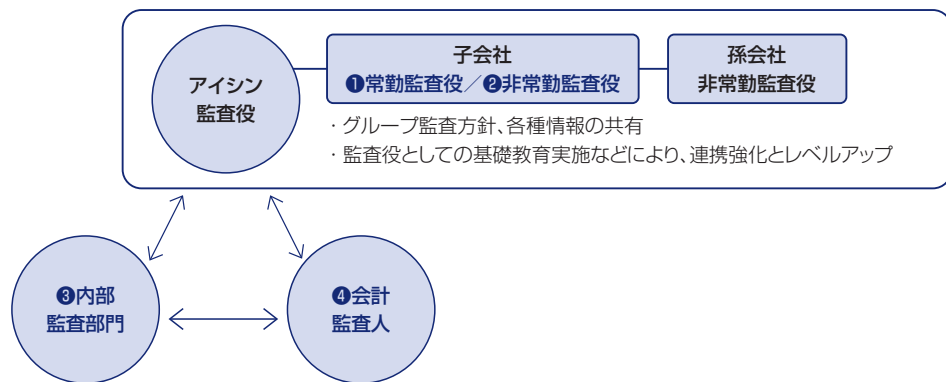 アイシン
監査役
子会社
❶常勤監査役／❷非常勤監査役
孫会社
非常勤監査役
・グループ監査方針、各種情報の共有
・監査役としての基礎教育実施などにより、連携強化とレベルアップ
❸内部
監査部門
❹会計
監査人